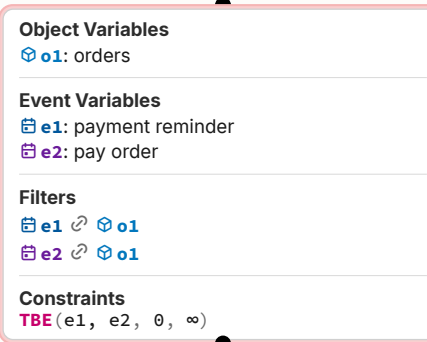 Object Variables
o1: orders
Event Variables
e1: payment reminder
e2: pay order
Filters
e1 o1
e2 o1
Constraints
TBE(e1, e2, 0, ∞)